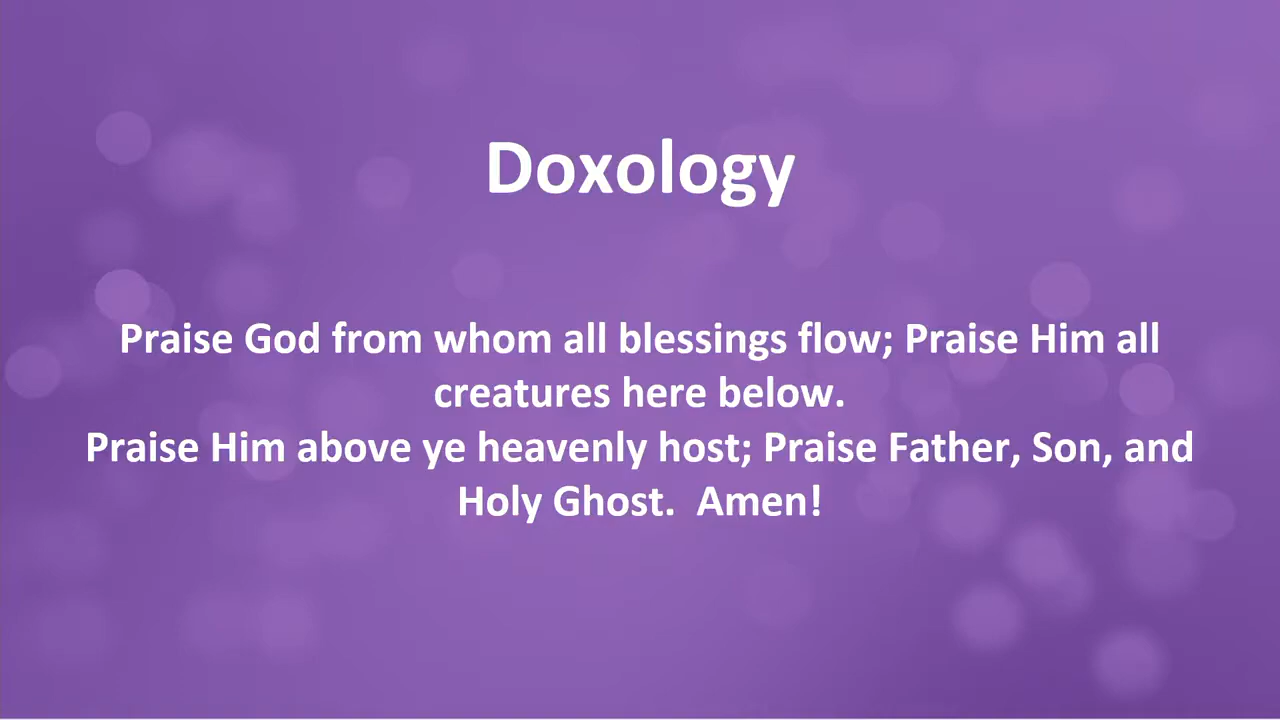 Doxology
Praise God from whom all blessings flow; Praise Him all
creatures here below.
Praise Him above ye heavenly host; Praise Father, Son, and
Holy Ghost.  Amen!